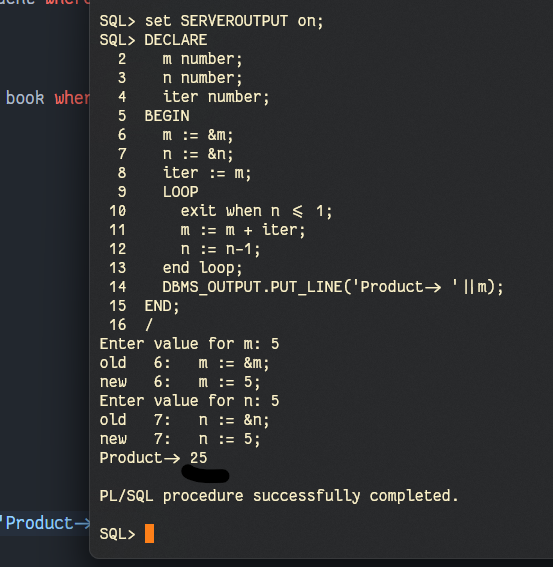 where
SQL> set SERVEROUTPUT on;
SQL> DECLARE
2 m number;
3 n number;
4 iter number;
book wher
5 BEGIN
6 m := &m;
7 n := &n;
8 iter := m;
9 LOOP
10 exit when n <= 1;
11 m := m + iter;
12 n := n-1;
13 end loop;
14 DBMS_OUTPUT.PUT_LINE('Product-> '||m);
15 END;
16 /
Enter value for m: 5
old 6: m := &m;
new 6: m := 5;
Enter value for n: 5
old 7: n := &n;
new 7: n := 5;
Product-> 25
PL/SQL procedure successfully completed.
'Product->
SQL>